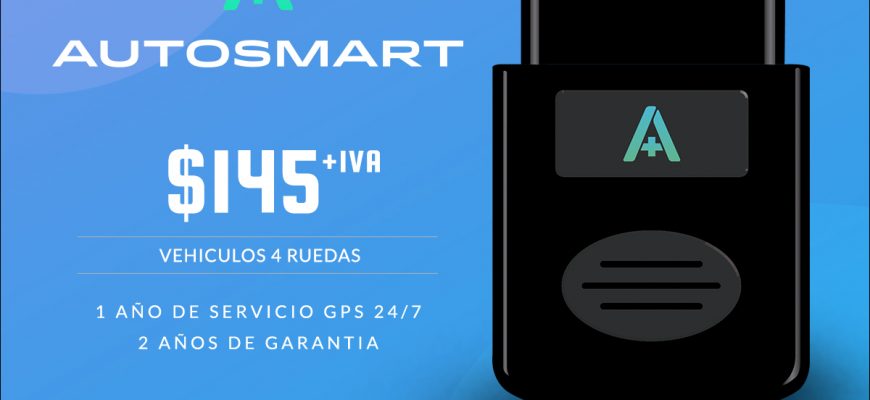 AUTOSMART
$145 +IVA
VEHICULOS 4 RUEDAS
1 AÑO DE SERVICIO GPS 24/7
2 AÑOS DE GARANTIA